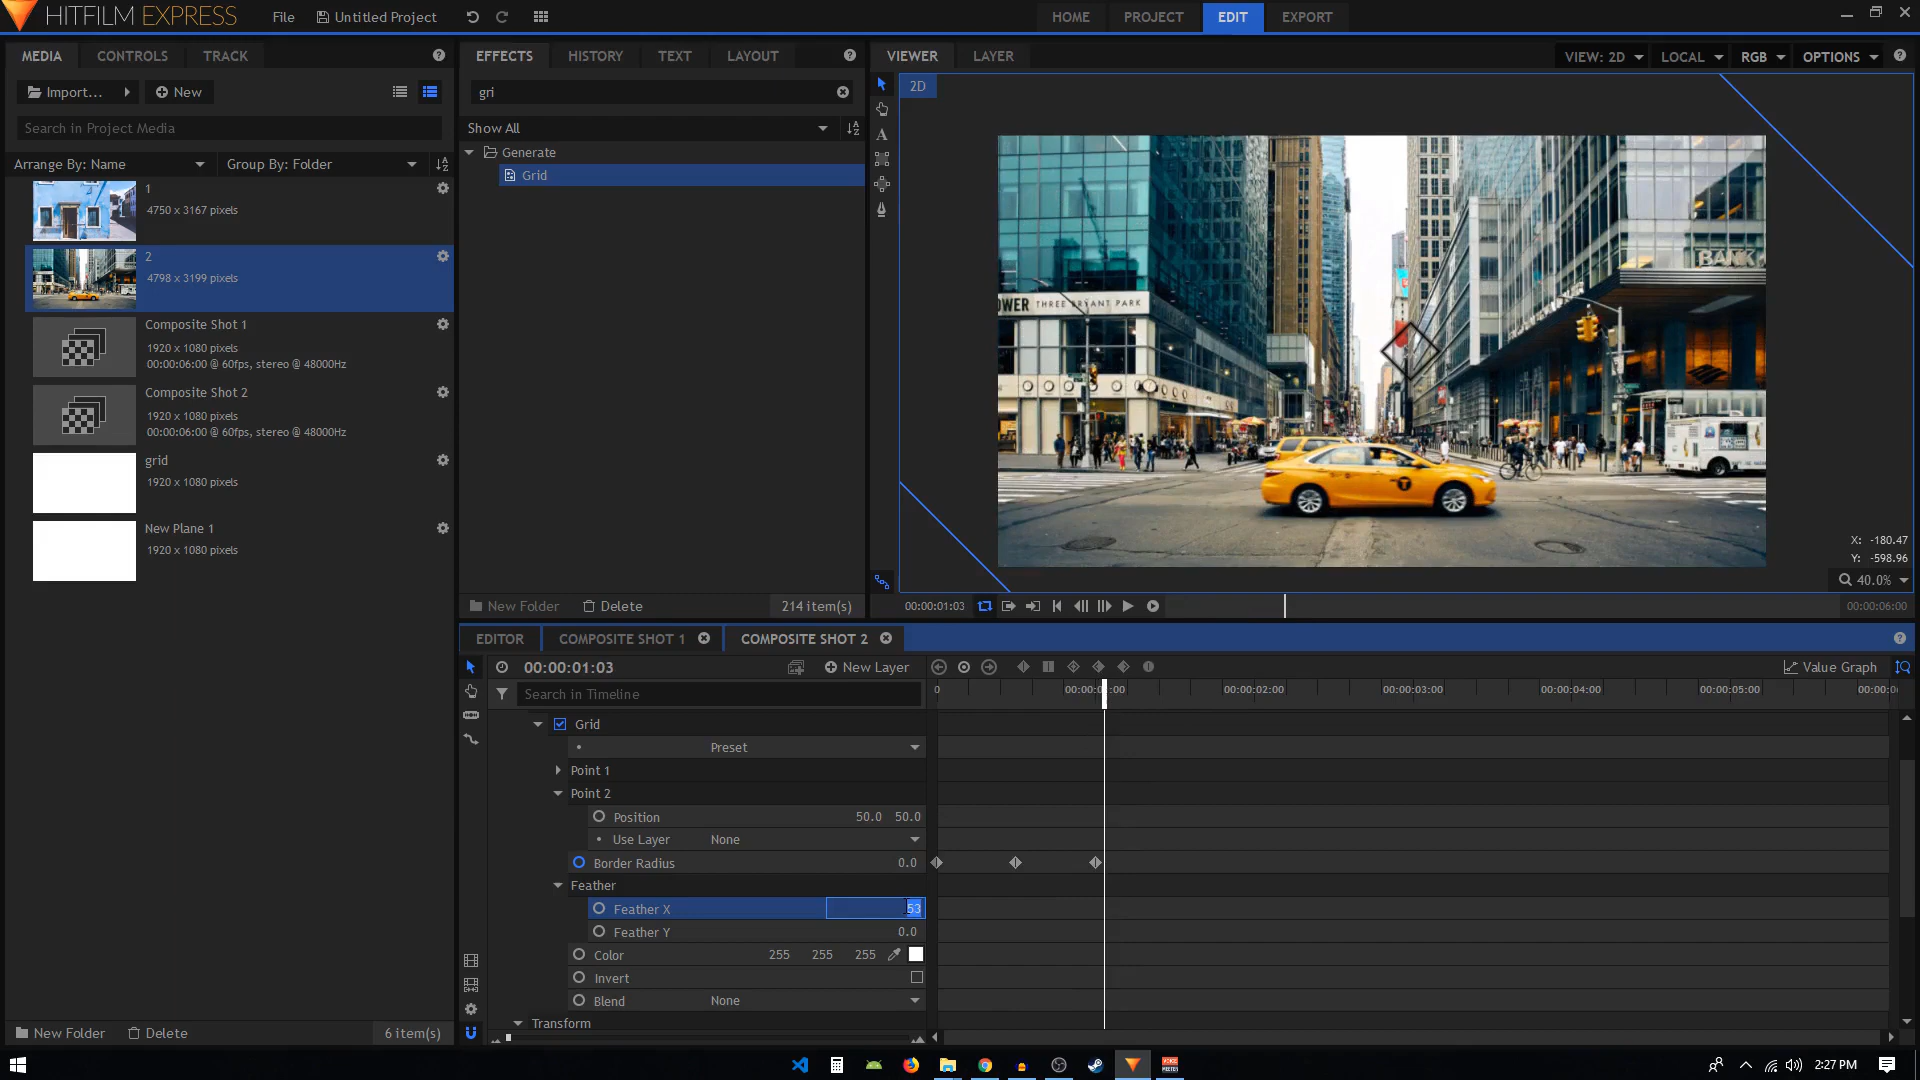 HITFILM EXPRESS
File
Untitled Project
HOME
PROJECT
EDIT
EXPORT
MEDIA
CONTROLS
TRACK
EFFECTS
HISTORY
TEXT
LAYOUT
VIEWER
LAYER
VIEW: 2D
LOCAL
RGB
OPTIONS
Import...
New
gri
2D
Search in Project Media
Show All
Arrange By: Name
Group By: Folder
Generate
Grid
1
4750 x 3167 pixels
2
4798 x 3199 pixels
Composite Shot 1
1920 x 1080 pixels
00:00:06:00 @ 60fps, stereo @ 48000Hz
Composite Shot 2
1920 x 1080 pixels
00:00:06:00 @ 60fps, stereo @ 48000Hz
grid
1920 x 1080 pixels
New Plane 1
1920 x 1080 pixels
BANK
OWER THREE BRYANT PARK
T
X: -180.47
Y: -598.96
40.0%
New Folder
Delete
214 item(s)
00:00:01:03
00:00:06:00
EDITOR
COMPOSITE SHOT 1
COMPOSITE SHOT 2
00:00:01:03
New Layer
Value Graph
Search in Timeline
0
00:00:01:00
00:00:02:00
00:00:03:00
00:00:04:00
00:00:05:00
Grid
Preset
Point 1
Point 2
Position 50.0 50.0
Use Layer None
Border Radius 0.0
Feather
Feather X 53
Feather Y 0.0
Color 255 255 255
Invert
Blend None
Transform
New Folder
Delete
6 item(s)
2:27 PM